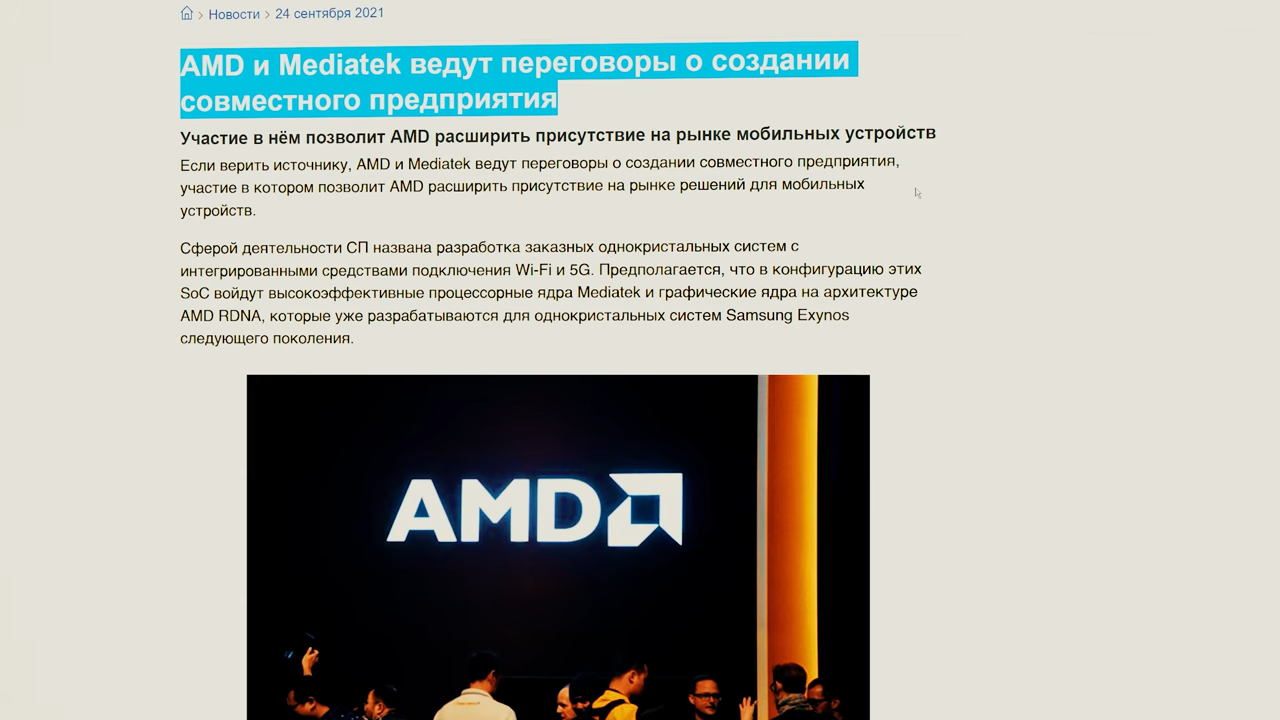 Новости 24 сентября 2021
AMD и Mediatek ведут переговоры о создании
совместного предприятия
Участие в нём позволит AMD расширить присутствие на рынке мобильных устройств
Если верить источнику, AMD и Mediatek ведут переговоры о создании совместного предприятия,
участие в котором позволит AMD расширить присутствие на рынке решений для мобильных
устройств.
Сферой деятельности СП названа разработка заказных однокристальных систем с
интегрированными средствами подключения Wi-Fi и 5G. Предполагается, что в конфигурацию этих
SoC войдут высокоэффективные процессорные ядра Mediatek и графические ядра на архитектуре
AMD RDNA, которые уже разрабатываются для однокристальных систем Samsung Exynos
следующего поколения.
AMD